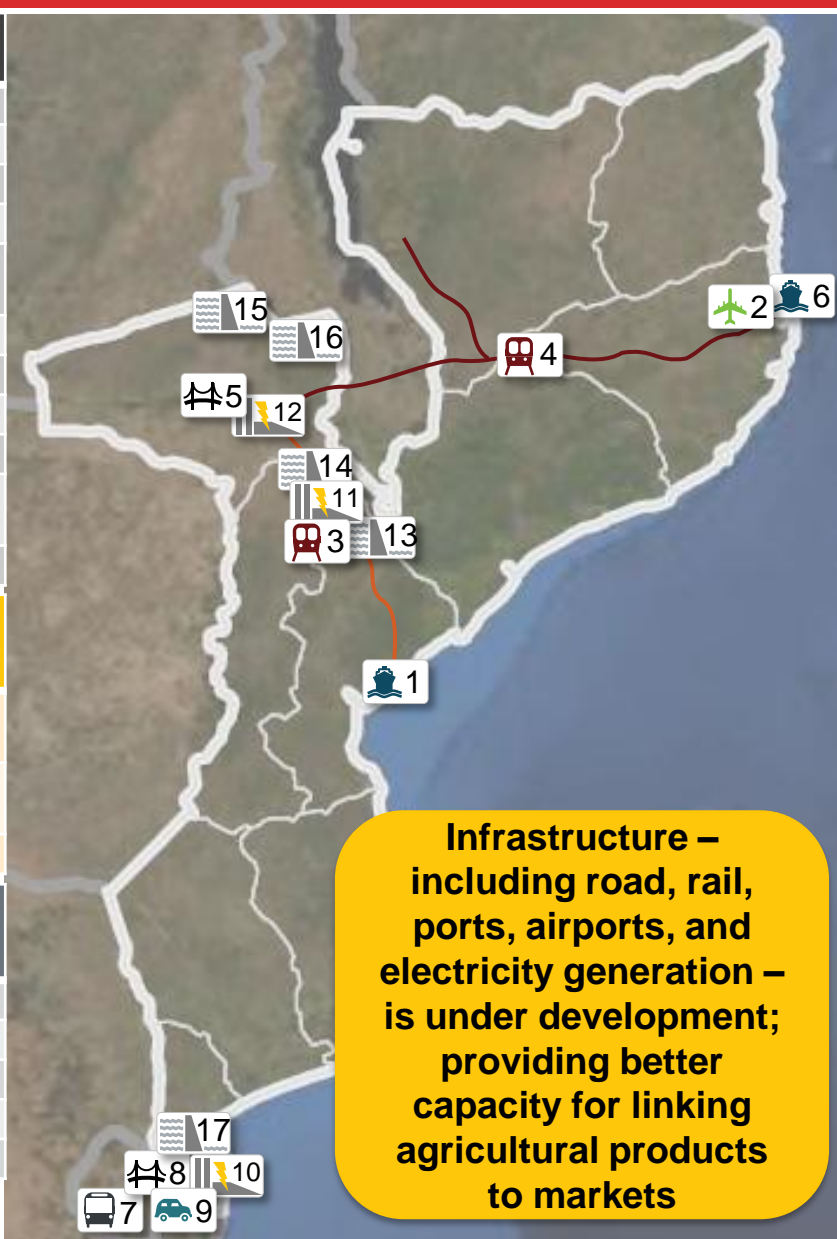 15
16
2
6
4
5
12
14
11
3
13
1
Infrastructure –
including road, rail,
ports, airports, and
electricity generation –
is under development;
providing better
capacity for linking
agricultural products
to markets
17
8
10
7
9